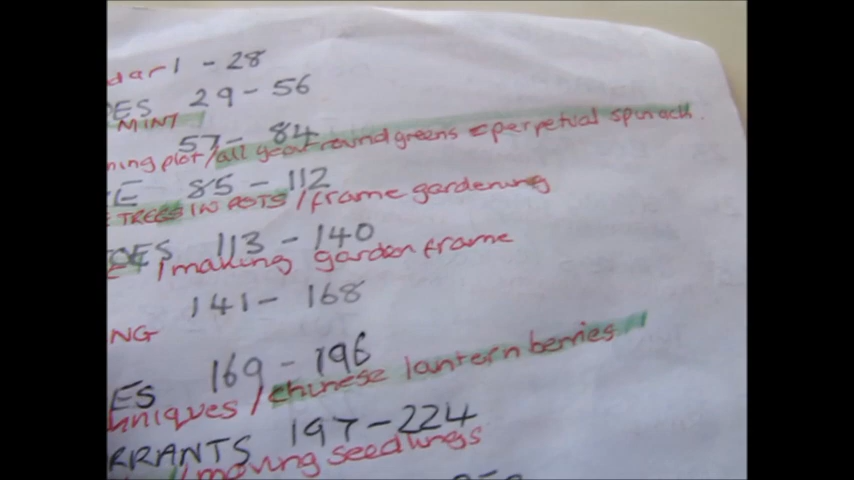 dar 1 - 28
ES 29 - 56
MINT
57 - 84
ning plot / all year round greens = perpetual spinach.
E 85 - 112
TREES IN POTS / frame gardening
OES 113 - 140
/ making garden frame
141 - 168
NG
ES 169 - 196
niques / chinese lantern berries
RRANTS 197 - 224
/ moving seedlings